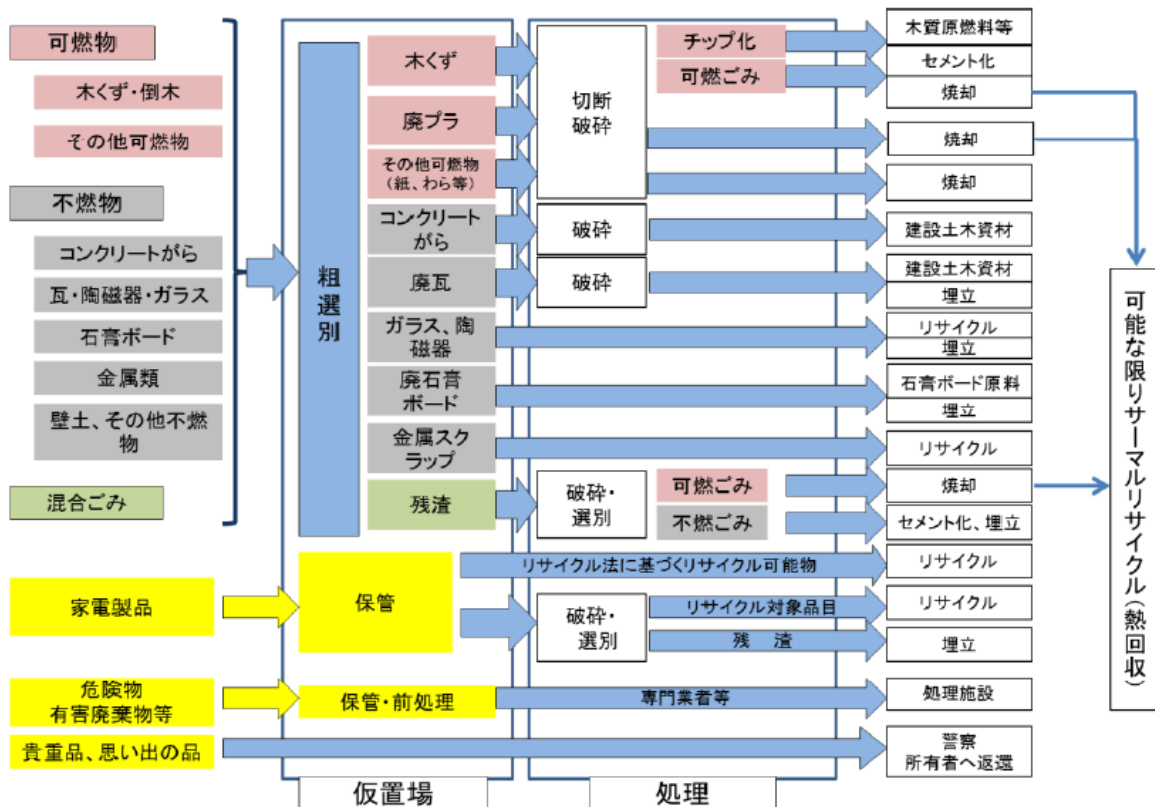 可燃物
木くず・倒木
その他可燃物
不燃物
コンクリートがら
瓦・陶磁器・ガラス
石膏ボード
金属類
壁土、その他不燃
物
混合ごみ
家電製品
危険物
有害廃棄物等
貴重品、思い出の品
粗選別
木くず
廃プラ
その他可燃物
(紙、わら等)
コンクリート
がら
廃瓦
ガラス、陶
磁器
廃石膏
ボード
金属スク
ラップ
残渣
保管
保管・前処理
仮置場
切断
破砕
チップ化
可燃ごみ
破砕
破砕
破砕・
選別
可燃ごみ
不燃ごみ
リサイクル法に基づくリサイクル可能物
破砕・
選別
リサイクル対象品目
残 渣
専門業者等
処理
木質原燃料等
セメント化
焼却
焼却
焼却
建設土木資材
建設土木資材
埋立
リサイクル
埋立
石膏ボード原料
埋立
リサイクル
焼却
セメント化、埋立
リサイクル
リサイクル
埋立
処理施設
警察
所有者へ返還
可能な限りサーマルリサイクル(熱回収)